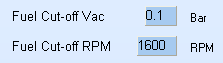 Fuel Cut-off Vac 0.1 Bar
Fuel Cut-off RPM 1600 RPM